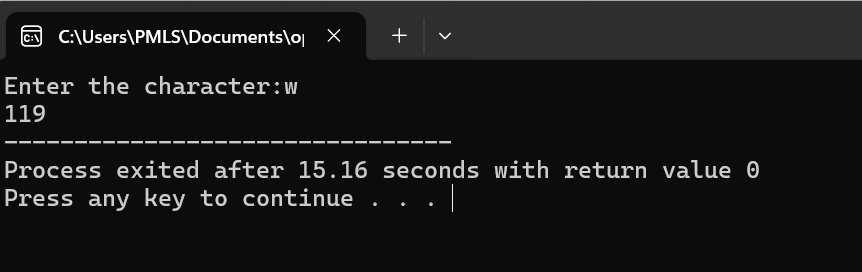 C:\Users\PMLS\Documents\o
Enter the character:w
119
--------------------------------
Process exited after 15.16 seconds with return value 0
Press any key to continue . . .